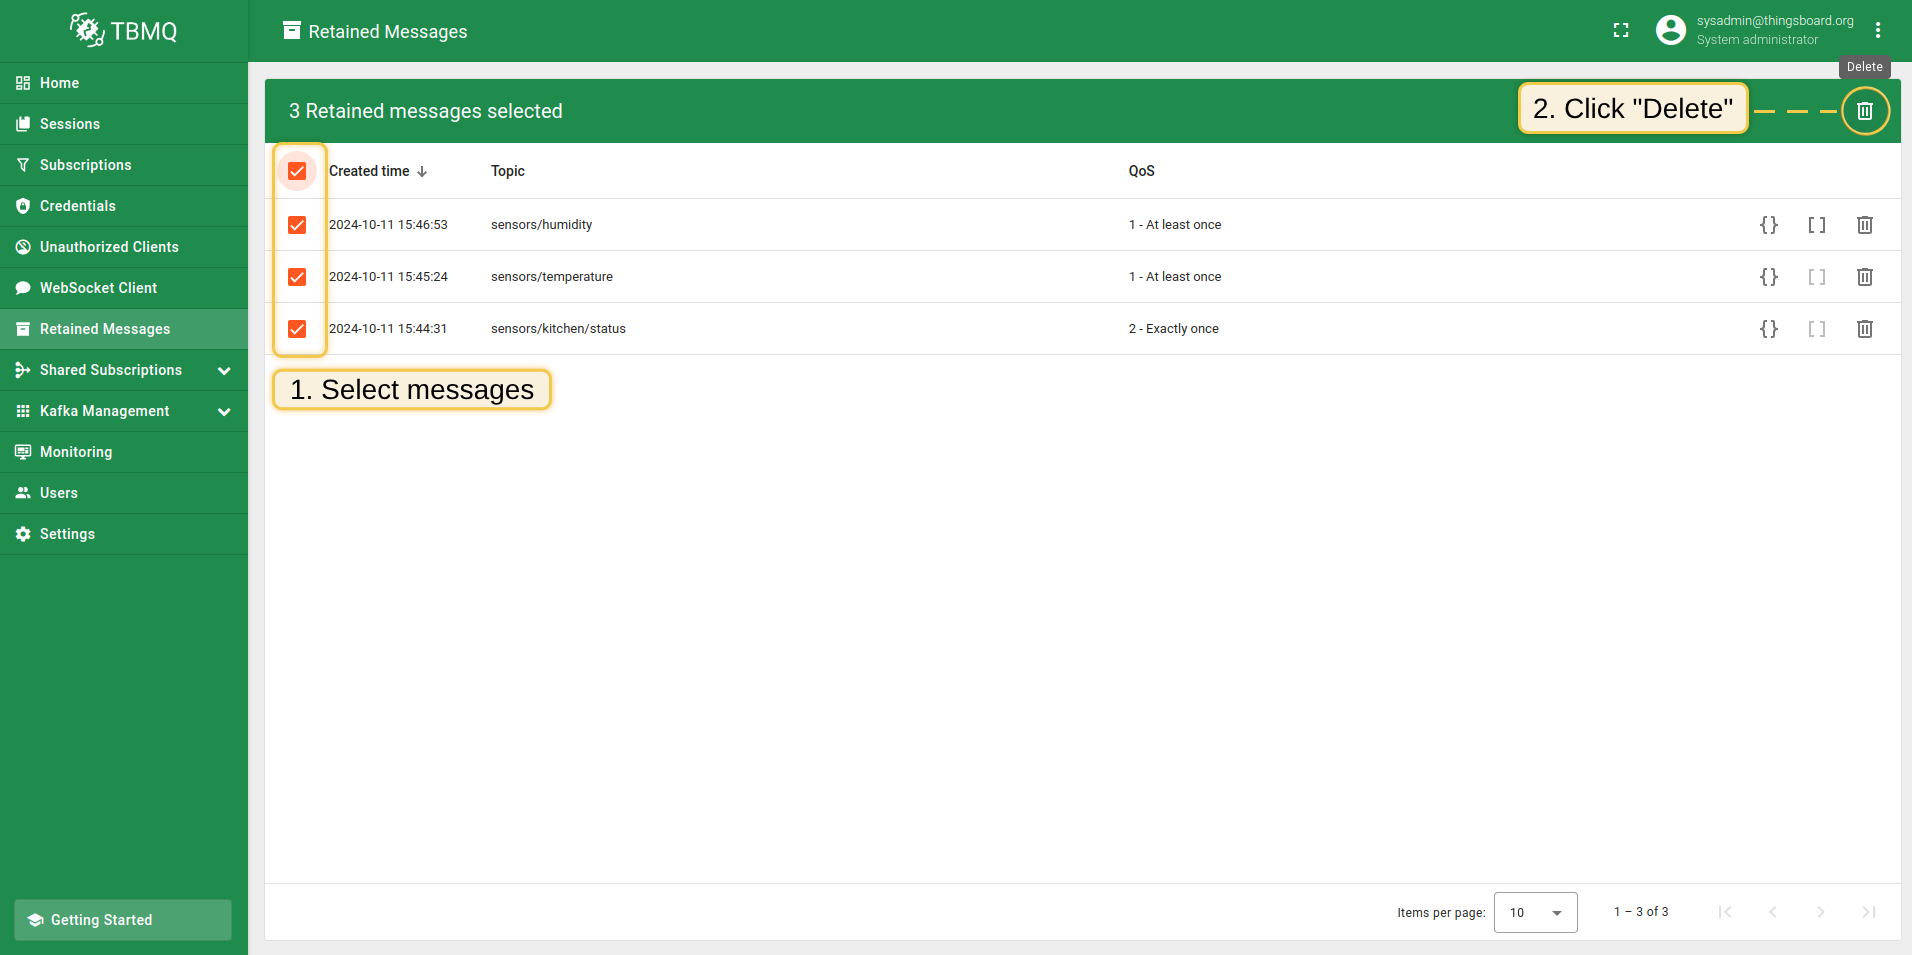 TBMQ
Retained Messages
sysadmin@thingsboard.org
System administrator
Delete
Home
Sessions
Subscriptions
Credentials
Unauthorized Clients
WebSocket Client
Retained Messages
Shared Subscriptions
Kafka Management
Monitoring
Users
Settings
Getting Started
3 Retained messages selected
2. Click "Delete"
Created time Topic QoS
2024-10-11 15:46:53 sensors/humidity 1 - At least once
2024-10-11 15:45:24 sensors/temperature 1 - At least once
2024-10-11 15:44:31 sensors/kitchen/status 2 - Exactly once
1. Select messages
Items per page: 10 1 – 3 of 3